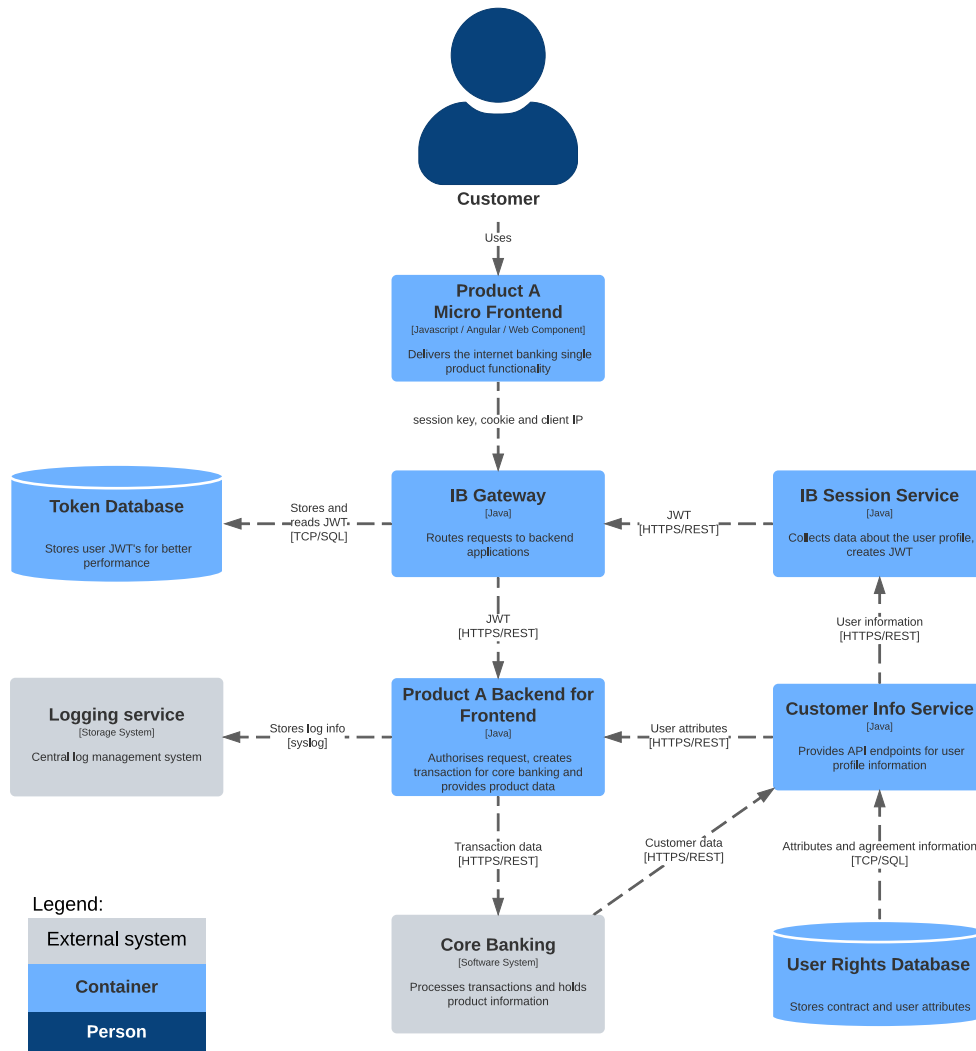 Customer
Uses
Product A
Micro Frontend
[Javascript / Angular / Web Component]
Delivers the internet banking single
product functionality
session key, cookie and client IP
Token Database
Stores user JWT's for better
performance
Stores and
reads JWT
[TCP/SQL]
IB Gateway
[Java]
Routes requests to backend
applications
JWT
[HTTPS/REST]
IB Session Service
[Java]
Collects data about the user profile,
creates JWT
JWT
[HTTPS/REST]
User information
[HTTPS/REST]
Logging service
[Storage System]
Central log management system
Stores log info
[syslog]
Product A Backend for
Frontend
[Java]
Authorises request, creates
transaction for core banking and
provides product data
User attributes
[HTTPS/REST]
Customer Info Service
[Java]
Provides API endpoints for user
profile information
Transaction data
[HTTPS/REST]
Customer data
[HTTPS/REST]
Attributes and agreement information
[TCP/SQL]
Legend:
External system
Container
Person
Core Banking
[Software System]
Processes transactions and holds
product information
User Rights Database
Stores contract and user attributes